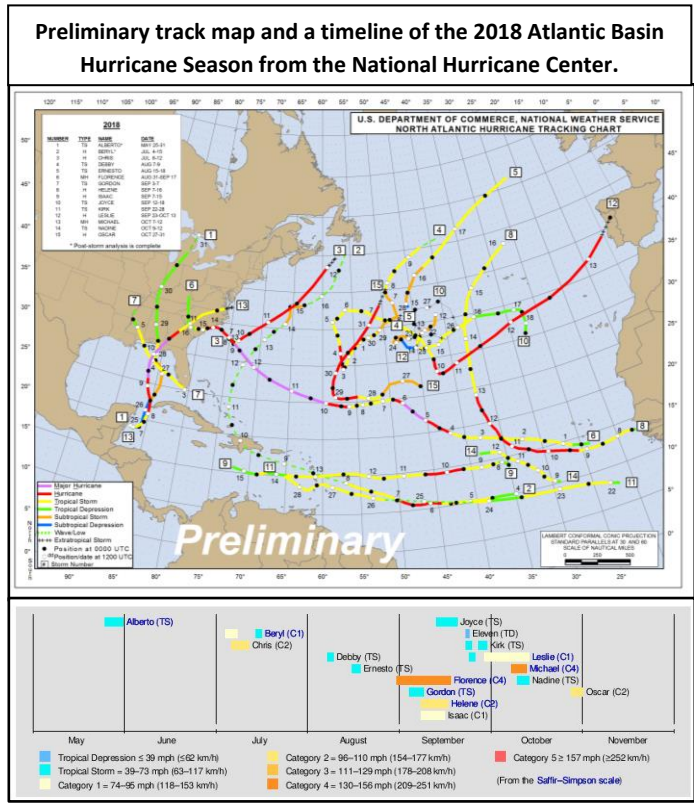 Preliminary track map and a timeline of the 2018 Atlantic Basin
Hurricane Season from the National Hurricane Center.
U.S. DEPARTMENT OF COMMERCE, NATIONAL WEATHER SERVICE
NORTH ATLANTIC HURRICANE TRACKING CHART
2018
NUMBER TYPE NAME DATE
1 TS ALBERTO* MAY 25-31
2 H BERYL* JUL 4-15
3 H CHRIS JUL 6-12
4 TS DEBBY AUG 7-9
5 TS ERNESTO AUG 15-18
6 MH FLORENCE AUG 31-SEP 17
7 TS GORDON SEP 3-7
8 H HELENE SEP 7-16
9 H ISAAC SEP 7-15
10 TS JOYCE SEP 12-18
11 TS KIRK SEP 22-28
12 H LESLIE SEP 23-OCT 13
13 MH MICHAEL OCT 7-12
14 TS NADINE OCT 9-12
15 H OSCAR OCT 27-31
* Post-storm analysis is complete
Major Hurricane
Hurricane
Tropical Storm
Tropical Depression
Subtropical Storm
Subtropical Depression
Wave/Low
Extratropical Storm
Position at 0000 UTC
Position/date at 1200 UTC
Storm Number
Preliminary
LAMBERT CONFORMAL CONIC PROJECTION
STANDARD PARALLELS AT 30 AND 60
SCALE OF NAUTICAL MILES
0 250 500
Alberto (TS)
Joyce (TS)
Beryl (C1)
Eleven (TD)
Chris (C2)
Kirk (TS)
Debby (TS)
Leslie (C1)
Ernesto (TS)
Michael (C4)
Florence (C4)
Nadine (TS)
Gordon (TS)
Oscar (C2)
Helene (C2)
Isaac (C1)
May June July August September October November
Tropical Depression ≤ 39 mph (≤62 km/h)
Tropical Storm = 39–73 mph (63–117 km/h)
Category 1 = 74–95 mph (118–153 km/h)
Category 2 = 96–110 mph (154–177 km/h)
Category 3 = 111–129 mph (178–208 km/h)
Category 4 = 130–156 mph (209–251 km/h)
Category 5 ≥ 157 mph (≥252 km/h)
(From the Saffir–Simpson scale)